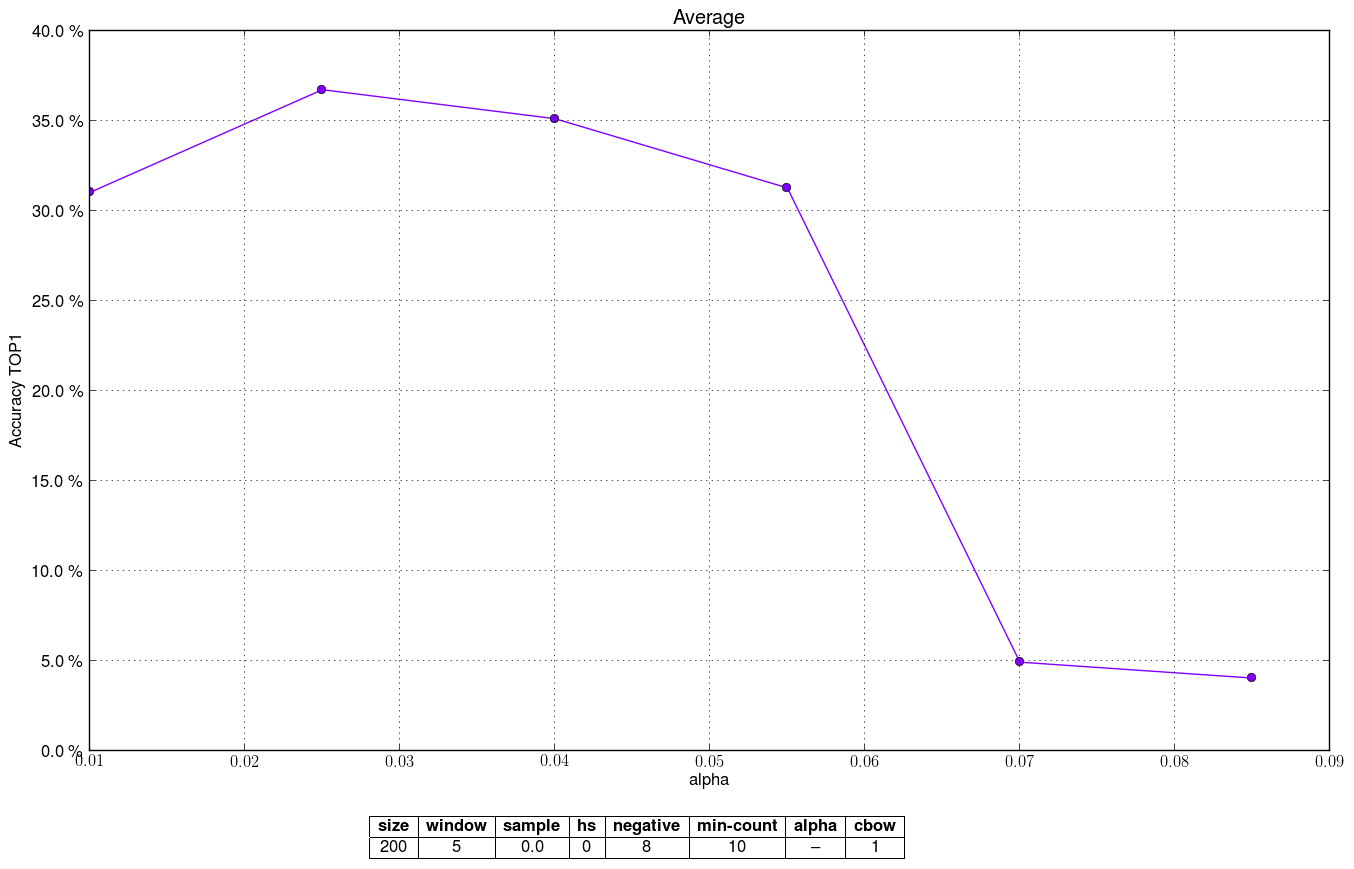 Average
40.0 %
35.0 %
30.0 %
25.0 %
20.0 %
15.0 %
10.0 %
5.0 %
0.0 %
Accuracy TOP1
0.01 0.02 0.03 0.04 0.05 0.06 0.07 0.08 0.09
alpha
size window sample hs negative min-count alpha cbow
200 5 0.0 0 8 10 – 1